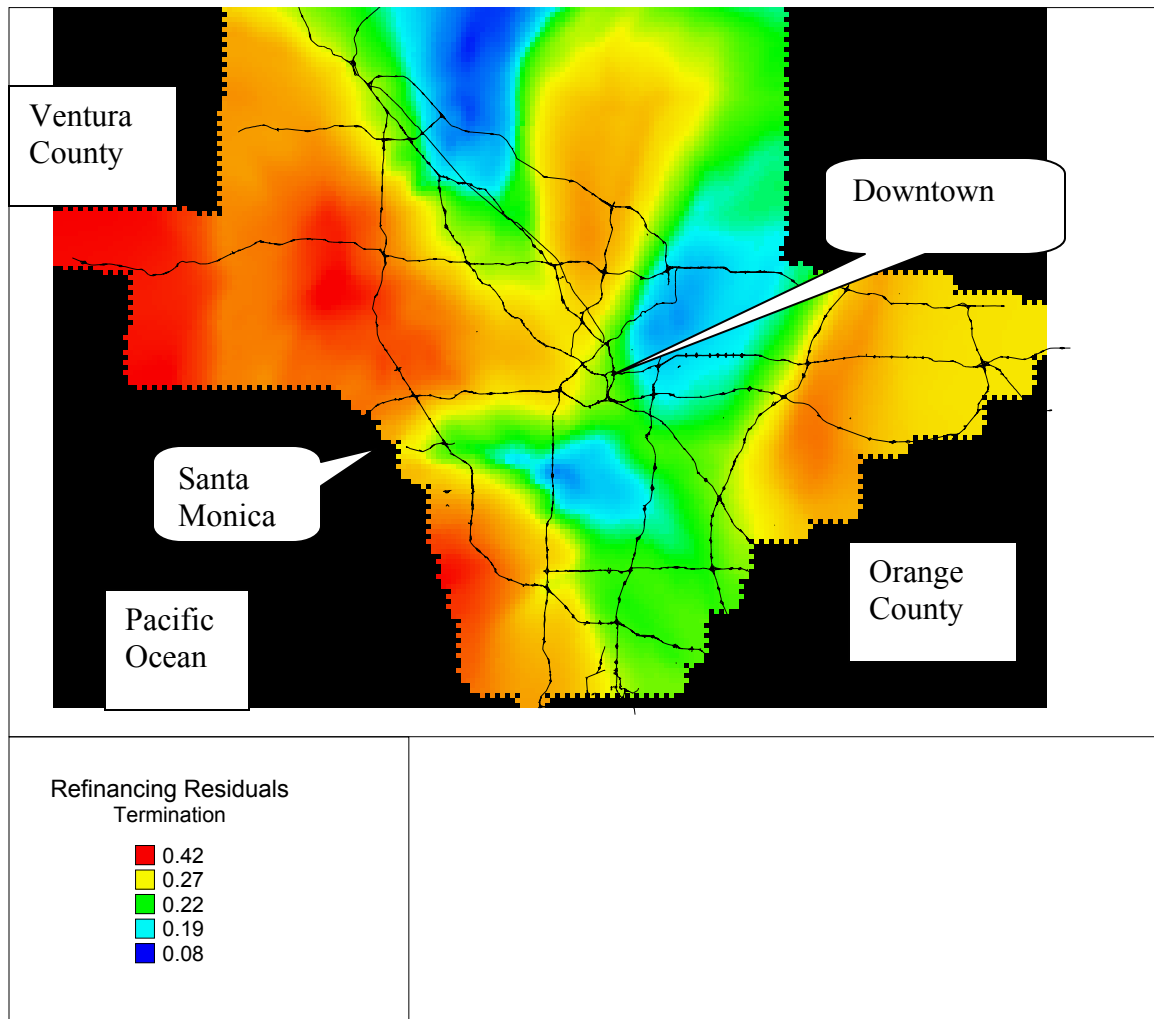 Ventura
County
Downtown
Santa
Monica
Orange
County
Pacific
Ocean
Refinancing Residuals
Termination
0.42
0.27
0.22
0.19
0.08